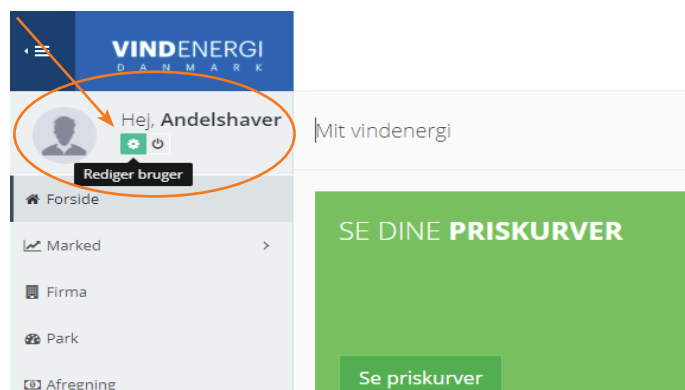 VINDENERGI
DANMARK
Hej, Andelshaver
Rediger bruger
Mit vindenergi
Forside
Marked
Firma
Park
Afregning
SE DINE PRISKURVER
Se priskurver